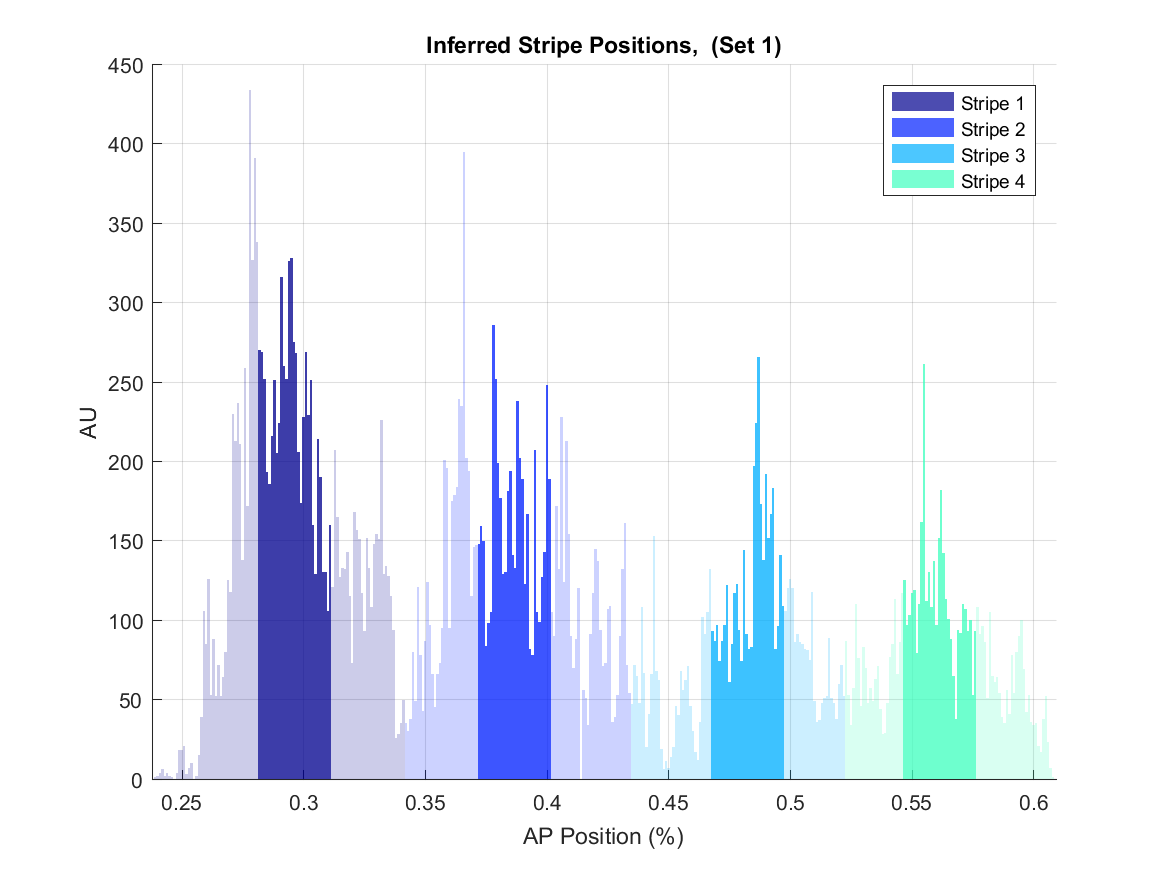 Inferred Stripe Positions,  (Set 1)
450
400
350
300
250
200
150
100
50
0
AU
Stripe 1
Stripe 2
Stripe 3
Stripe 4
0.25 0.3 0.35 0.4 0.45 0.5 0.55 0.6
AP Position (%)